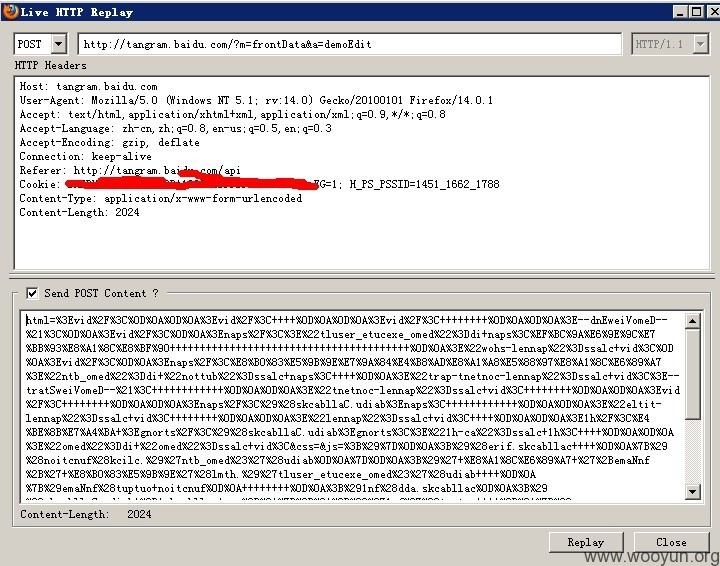 Live HTTP Replay
POST http://tangram.baidu.com/?m=frontData&a=demoEdit HTTP/1.1
HTTP Headers
Host: tangram.baidu.com
User-Agent: Mozilla/5.0 (Windows NT 5.1; rv:14.0) Gecko/20100101 Firefox/14.0.1
Accept: text/html,application/xhtml+xml,application/xml;q=0.9,*/*;q=0.8
Accept-Language: zh-cn,zh;q=0.8,en-us;q=0.5,en;q=0.3
Accept-Encoding: gzip, deflate
Connection: keep-alive
Referer: http://tangram.baidu.com/api
Cookie: EG=1; H_PS_PSSID=1451_1662_1788
Content-Type: application/x-www-form-urlencoded
Content-Length: 2024
Send POST Content ?
html=%3Evid%2F%3C%0D%0A%0D%0A%3Evid%2F%3C++++%0D%0A%0D%0A%3Evid%2F%3C++++++++%0D%0A%0D%0A%3E--dnEweiVomeD--
%21%3C%0D%0A%3Evid%2F%3C%0D%0A%3Enaps%2F%3C%3E%22tluser_etucexe_omed%22%3Ddi+naps%3C%EF%BC%9A%E6%9E%9C%E7
%BB%93%E8%A1%8C%E8%BF%90++++++++++++++++++++++++++++++++++++%0D%0A%3E%22wohs-lennap%22%3Dssalc+vid%3C%0D
%0A%3Evid%2F%3C%0D%0A%3Enaps%2F%3C%E8%B0%83%E5%9B%9E%E7%9A%84%E4%B8%AD%E8%A1%A8%E5%88%97%E8%A1%8C%E6%89%A7
%3E%22ntb_omed%22%3Ddi+nottub%22%3Dssalc+naps%3C++++%0D%0A%3E%22trap-tnetnoc-lennap%22%3Dssalc+vid%3C%3E--
tratSweiVomeD--%21%3C++++++++++++%0D%0A%3E%22tnetnoc-lennap%22%3Dssalc+vid%3C++++++++%0D%0A%0D%0A%3Evid
%2F%3C++++++++%0D%0A%0D%0A%3Enaps%2F%3C%29%28skcabllaC.udiab%3Enaps%3C++++%0D%0A%0D%0A%3E%22eltit-
lennap%22%3Dssalc+vid%3C++++++++%0D%0A%0D%0A%3E%22lennap%22%3Dssalc+vid%3C++++%0D%0A%0D%0A%3E1h%2F%3C%E4
%BE%8B%E7%A4%BA+%3Egnorts%2F%3C%29%28skcabllaC.udiab%3Egnorts%3C%3E%221h-ca%22%3Dssalc+1h%3C++++%0D%0A%0D%0A
%3E%22omed%22%3Ddi+%22omed%22%3Dssalc+vid%3C&css=&js=%3B%29%7D%0D%0A%3B%29%28erif.skcabllac++++%0D%0A%7B%29
%28noitcnuf%28kcilc.%29%27ntb_omed%23%27%28udiab%0D%0A%7D%0D%0A%3B%29%27+%E8%A1%8C%E6%89%A7+%27%2BemaNnf
%2B%27+%E8%B0%83%E5%9B%9E%27%28lmth.%29%27tluser_etucexe_omed%23%27%28udiab++++%0D%0A
%7B%29emaNnf%28tuptuo+noitcnuf%0D%0A++++++++%0D%0A%3B%291nf%28dda.skcabllac%0D%0A%3B%29
Content-Length: 2024
Replay Close
www.wooyun.org